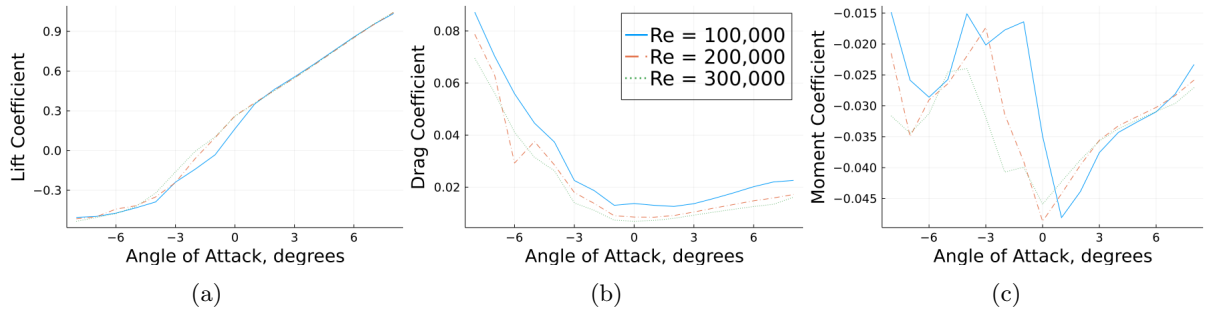 0.9
0.6
0.3
0.0
−0.3
Lift Coefficient
−6
−3
0
3
6
Angle of Attack, degrees
(a)
0.08
0.06
0.04
0.02
Drag Coefficient
Re = 100,000
Re = 200,000
Re = 300,000
−6
−3
0
3
6
Angle of Attack, degrees
(b)
−0.015
−0.020
−0.025
−0.030
−0.035
−0.040
−0.045
Moment Coefficient
−6
−3
0
3
6
Angle of Attack, degrees
(c)